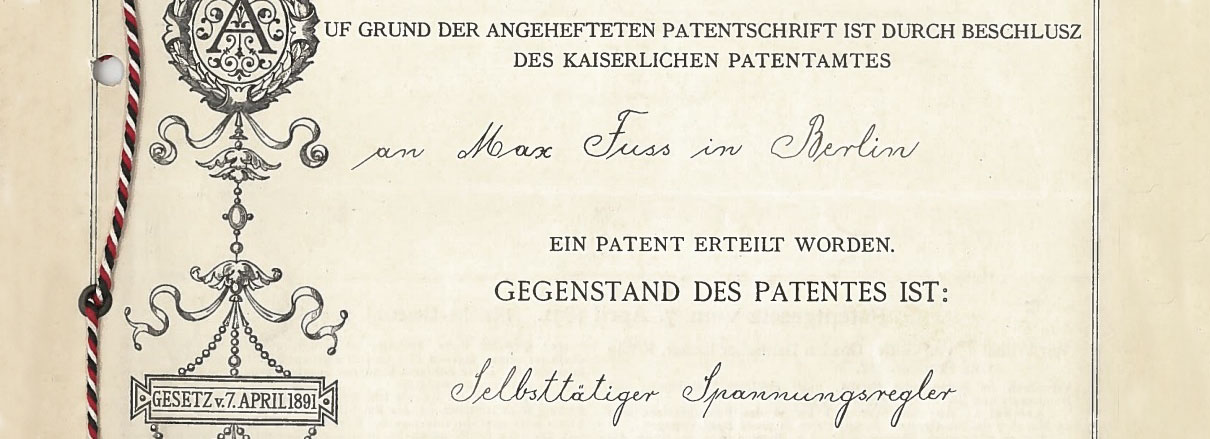 AUF GRUND DER ANGEHEFTETEN PATENTSCHRIFT IST DURCH BESCHLUSZ
DES KAISERLICHEN PATENTAMTES
an Max Fuss in Berlin
EIN PATENT ERTEILT WORDEN.
GEGENSTAND DES PATENTES IST:
Selbsttätiger Spannungsregler
GESETZ v. 7. APRIL 1891